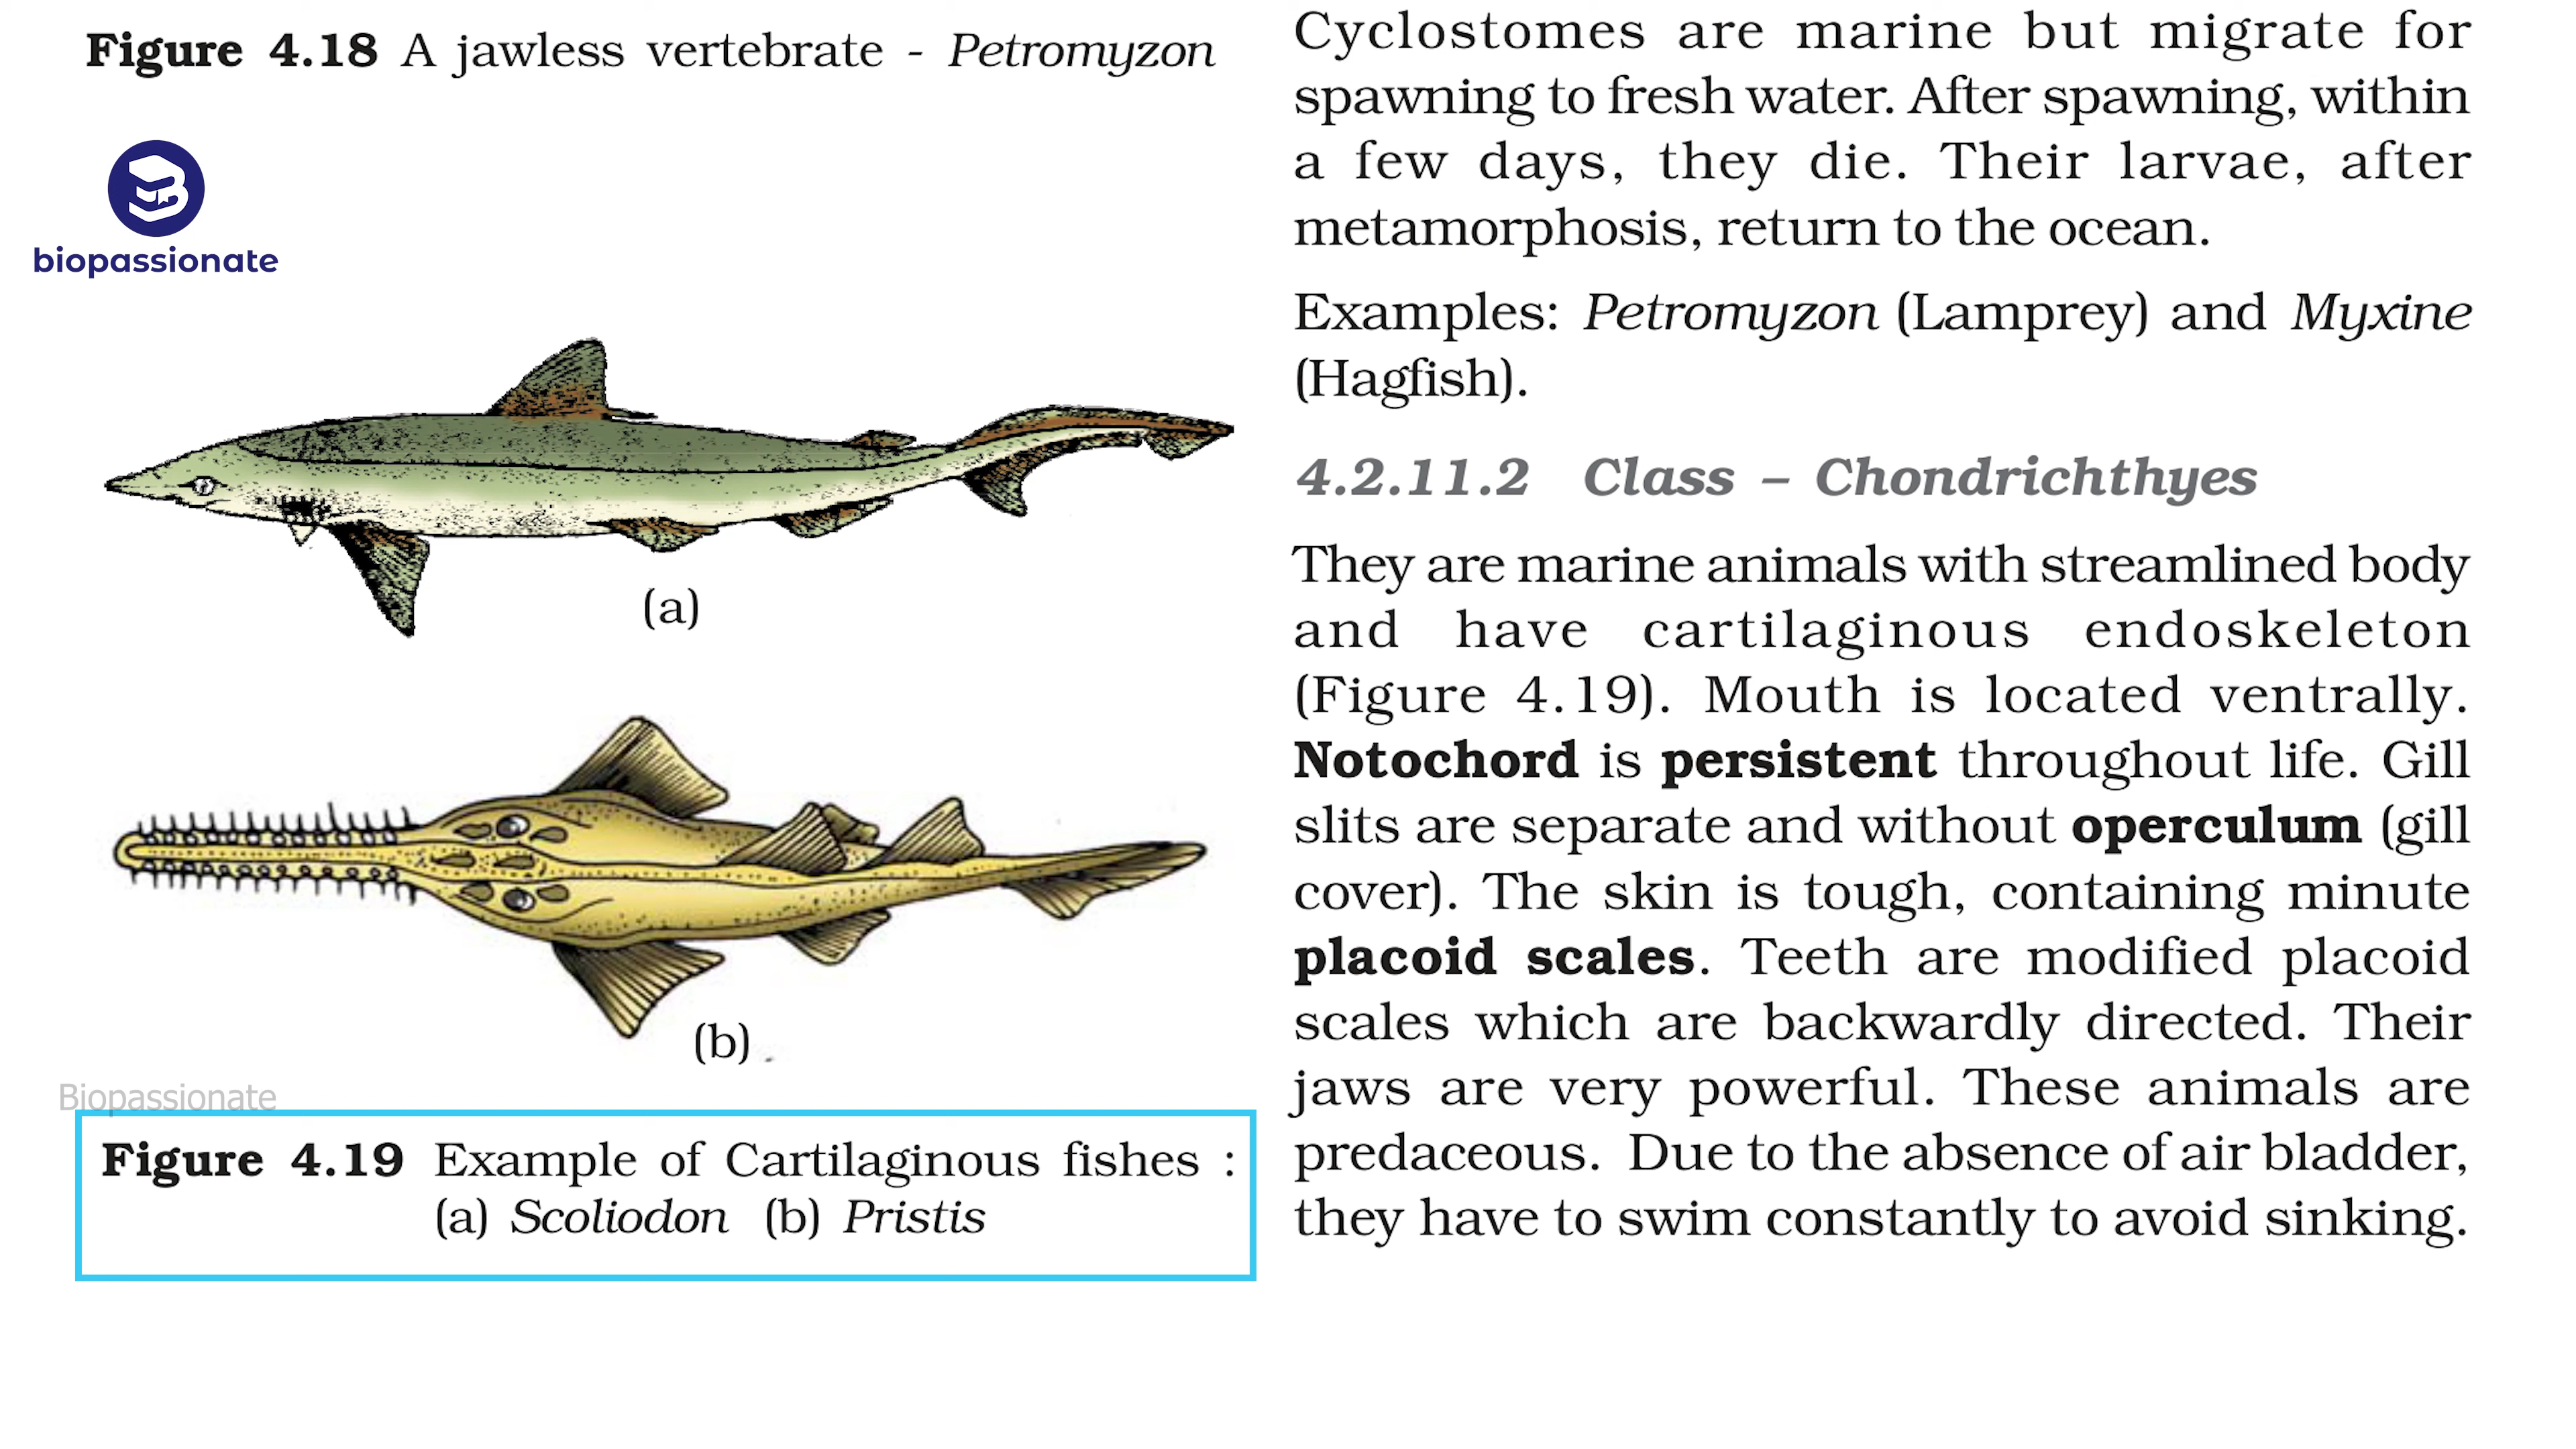 Figure 4.18 A jawless vertebrate - Petromyzon
biopassionate
(a)
(b)
Biopassionate
Figure 4.19 Example of Cartilaginous fishes :
(a) Scoliodon (b) Pristis
Cyclostomes are marine but migrate for
spawning to fresh water. After spawning, within
a few days, they die. Their larvae, after
metamorphosis, return to the ocean.
Examples: Petromyzon (Lamprey) and Myxine
(Hagfish).
4.2.11.2 Class – Chondrichthyes
They are marine animals with streamlined body
and have cartilaginous endoskeleton
(Figure 4.19). Mouth is located ventrally.
Notochord is persistent throughout life. Gill
slits are separate and without operculum (gill
cover). The skin is tough, containing minute
placoid scales. Teeth are modified placoid
scales which are backwardly directed. Their
jaws are very powerful. These animals are
predaceous. Due to the absence of air bladder,
they have to swim constantly to avoid sinking.